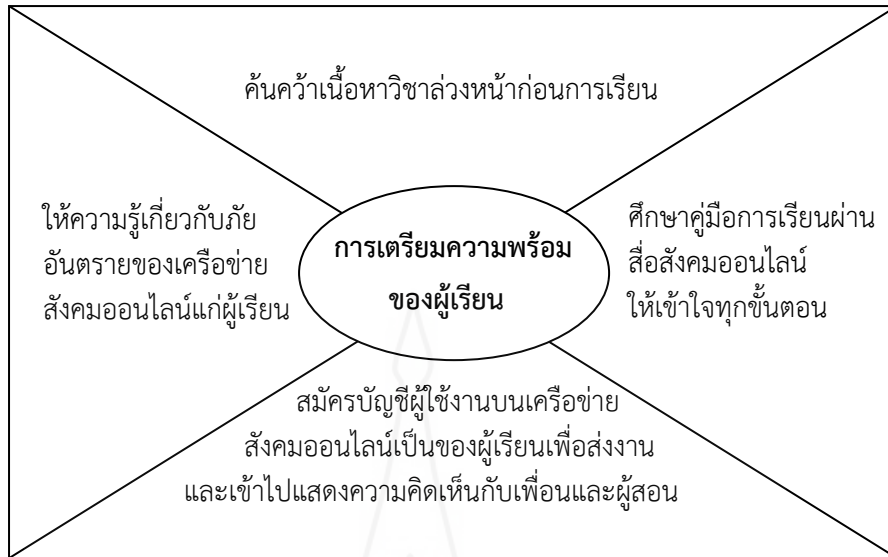 ค้นคว้าเนื้อหาวิชาล่วงหน้าก่อนการเรียน
ให้ความรู้เกี่ยวกับภัย
อันตรายของเครือข่าย
สังคมออนไลน์แก่ผู้เรียน
การเตรียมความพร้อม
ของผู้เรียน
ศึกษาคู่มือการเรียนผ่าน
สื่อสังคมออนไลน์
ให้เข้าใจทุกขั้นตอน
สมัครบัญชีผู้ใช้งานบนเครือข่าย
สังคมออนไลน์เป็นของผู้เรียนเพื่อส่งงาน
และเข้าไปแสดงความคิดเห็นกับเพื่อนและผู้สอน